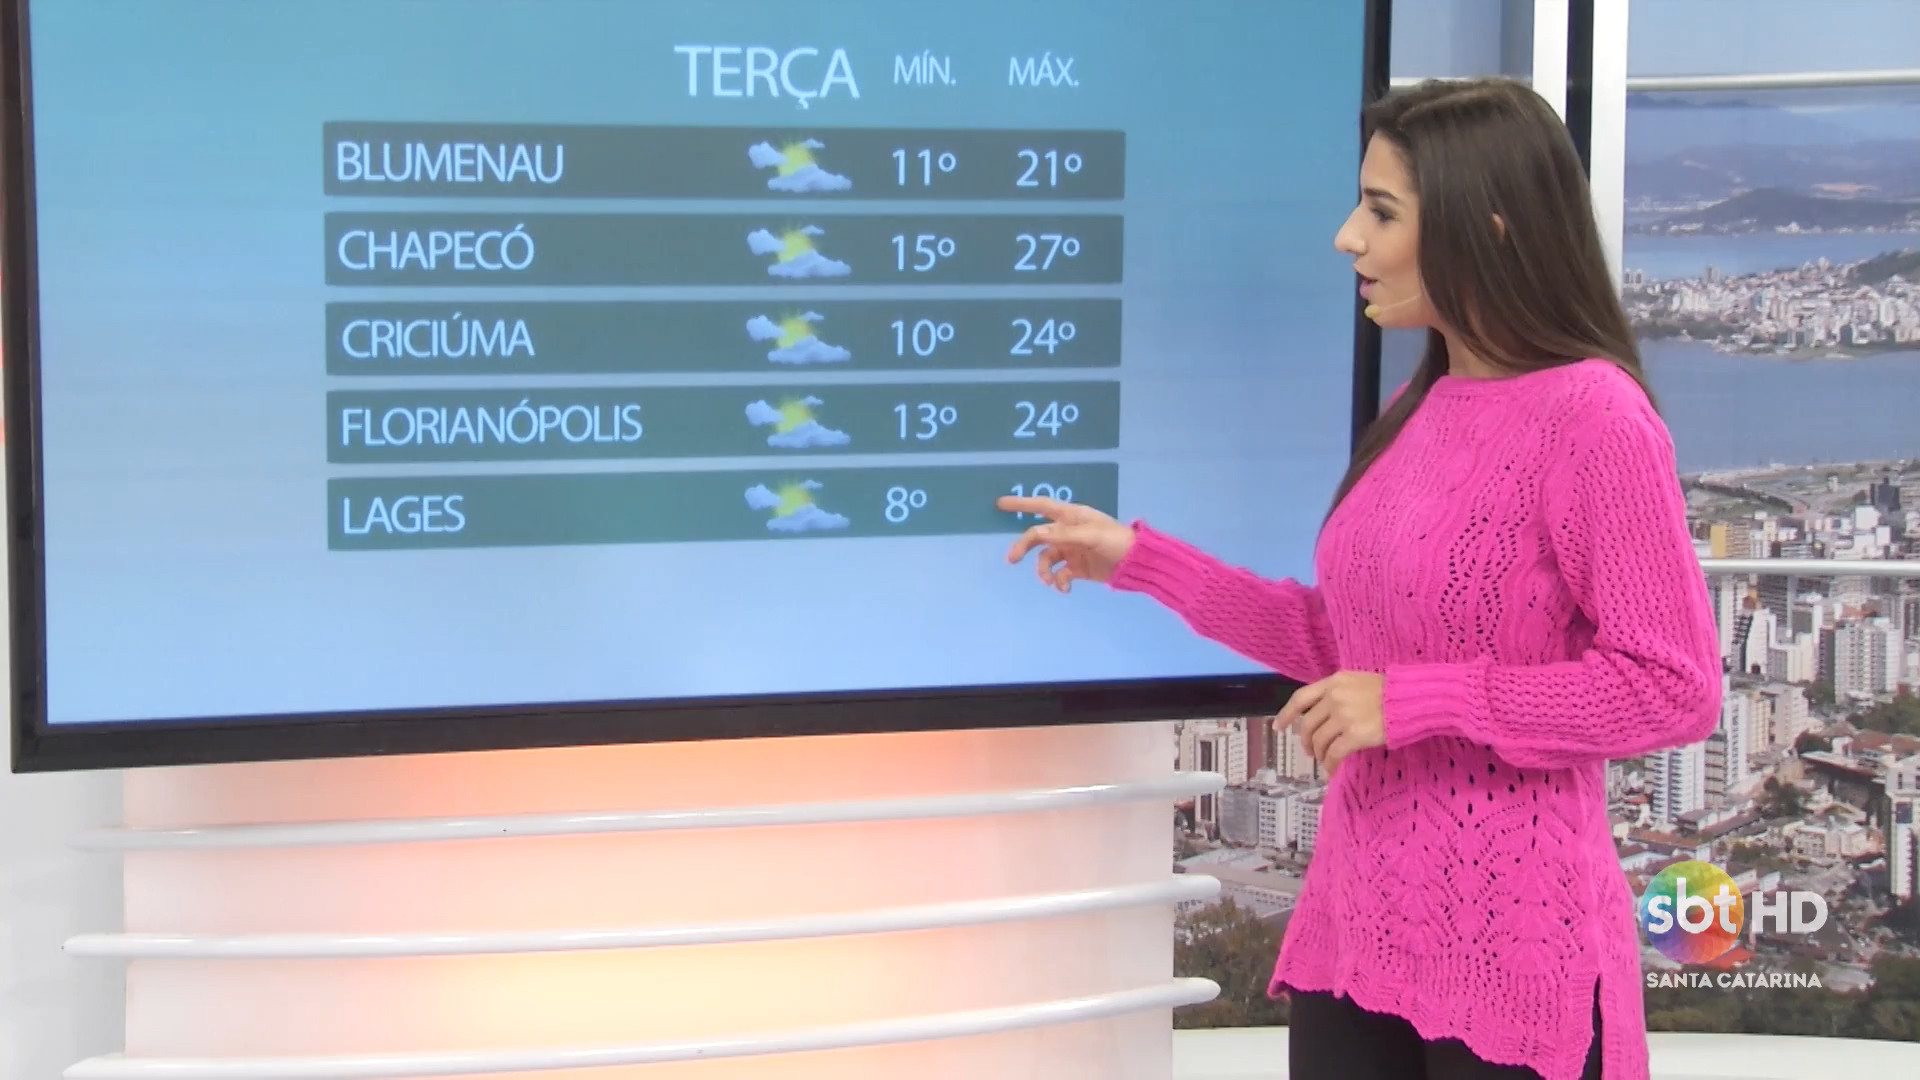 TERÇA MÍN. MÁX.
BLUMENAU 11º 21º
CHAPECÓ 15º 27º
CRICIÚMA 10º 24º
FLORIANÓPOLIS 13º 24º
LAGES 8º 19º
sbt HD
SANTA CATARINA